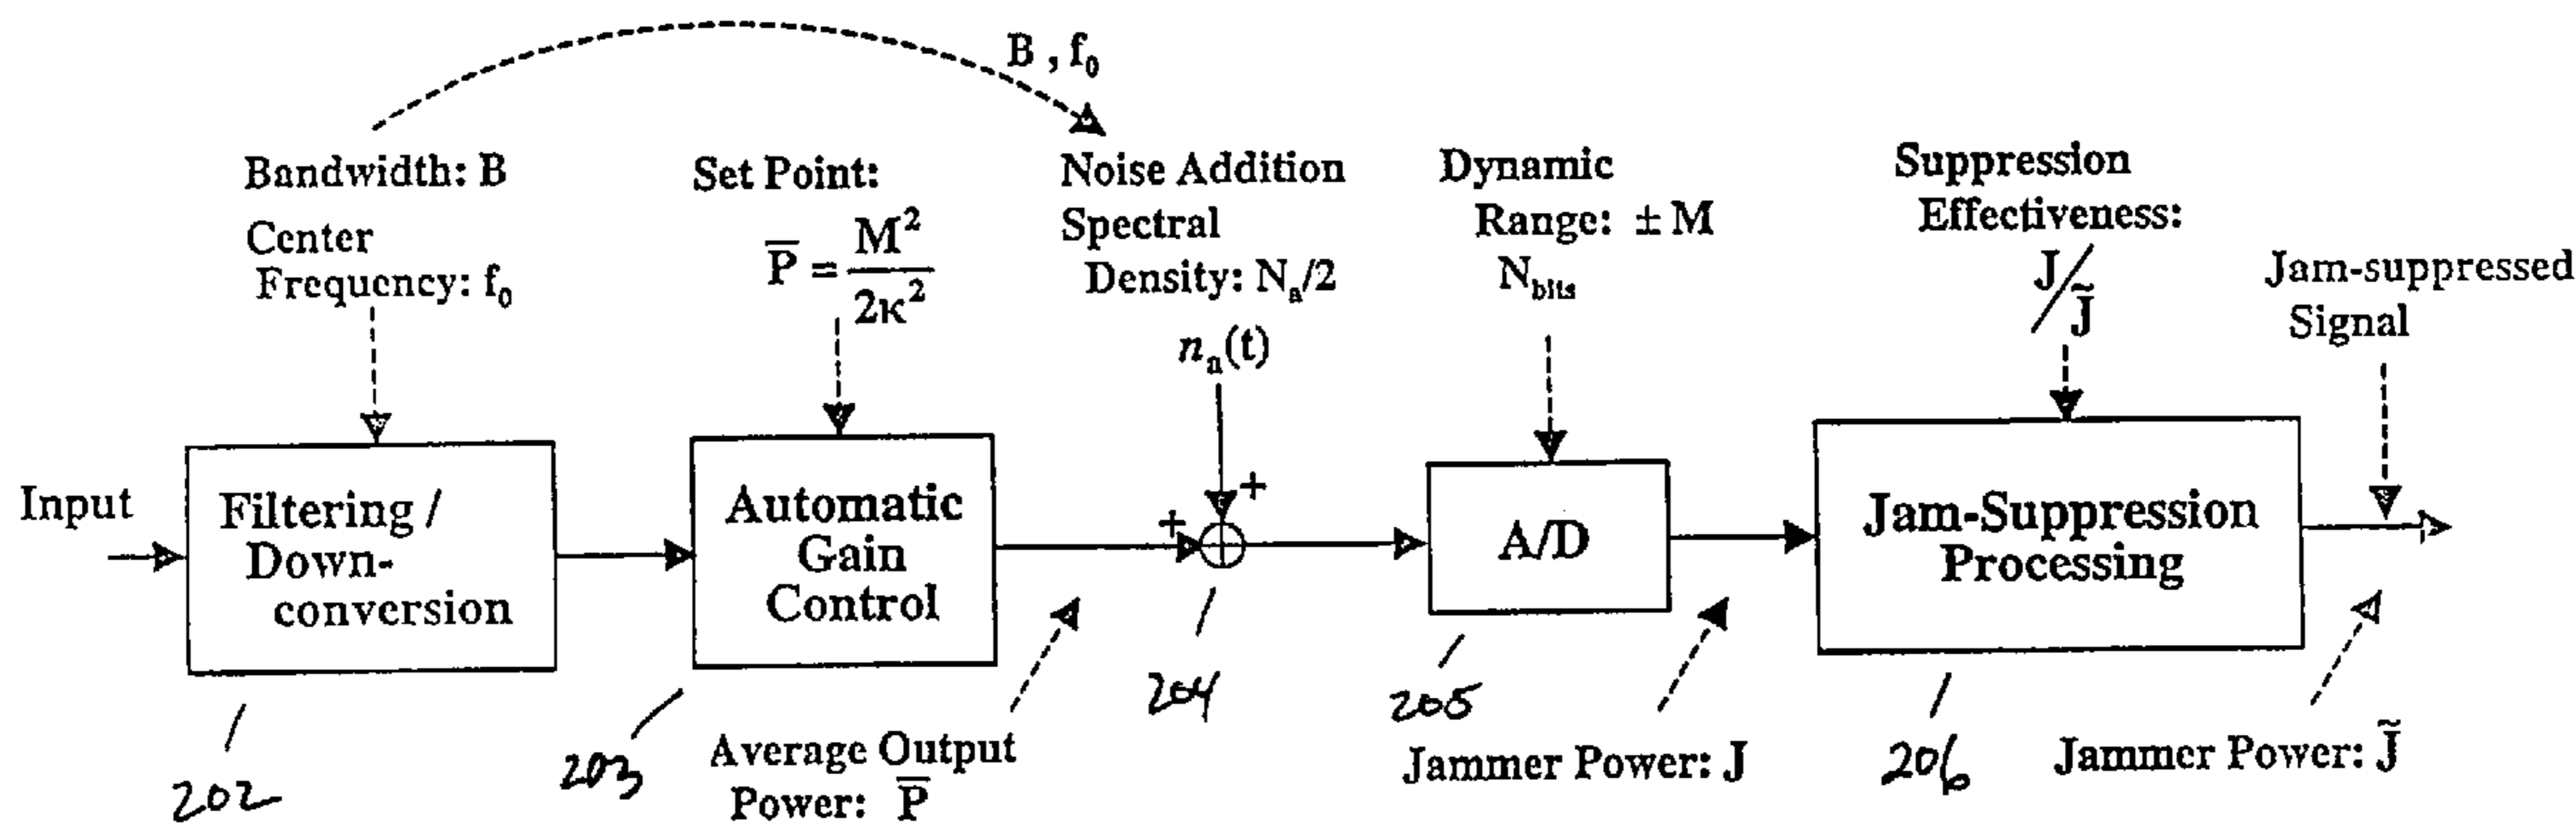 B , f₀
Bandwidth: B
Center
Frequency: f₀
Set Point:
P̅ = M² / 2κ²
Noise Addition
Spectral
Density: Nₐ/2
nₐ(t)
Dynamic
Range: ± M
N_bits
Suppression
Effectiveness:
J/J̃
Jam-suppressed
Signal
Input
Filtering /
Down-
conversion
Automatic
Gain
Control
+
+
A/D
Jam-Suppression
Processing
202
203
204
205
206
Average Output
Power: P̅
Jammer Power: J
Jammer Power: J̃